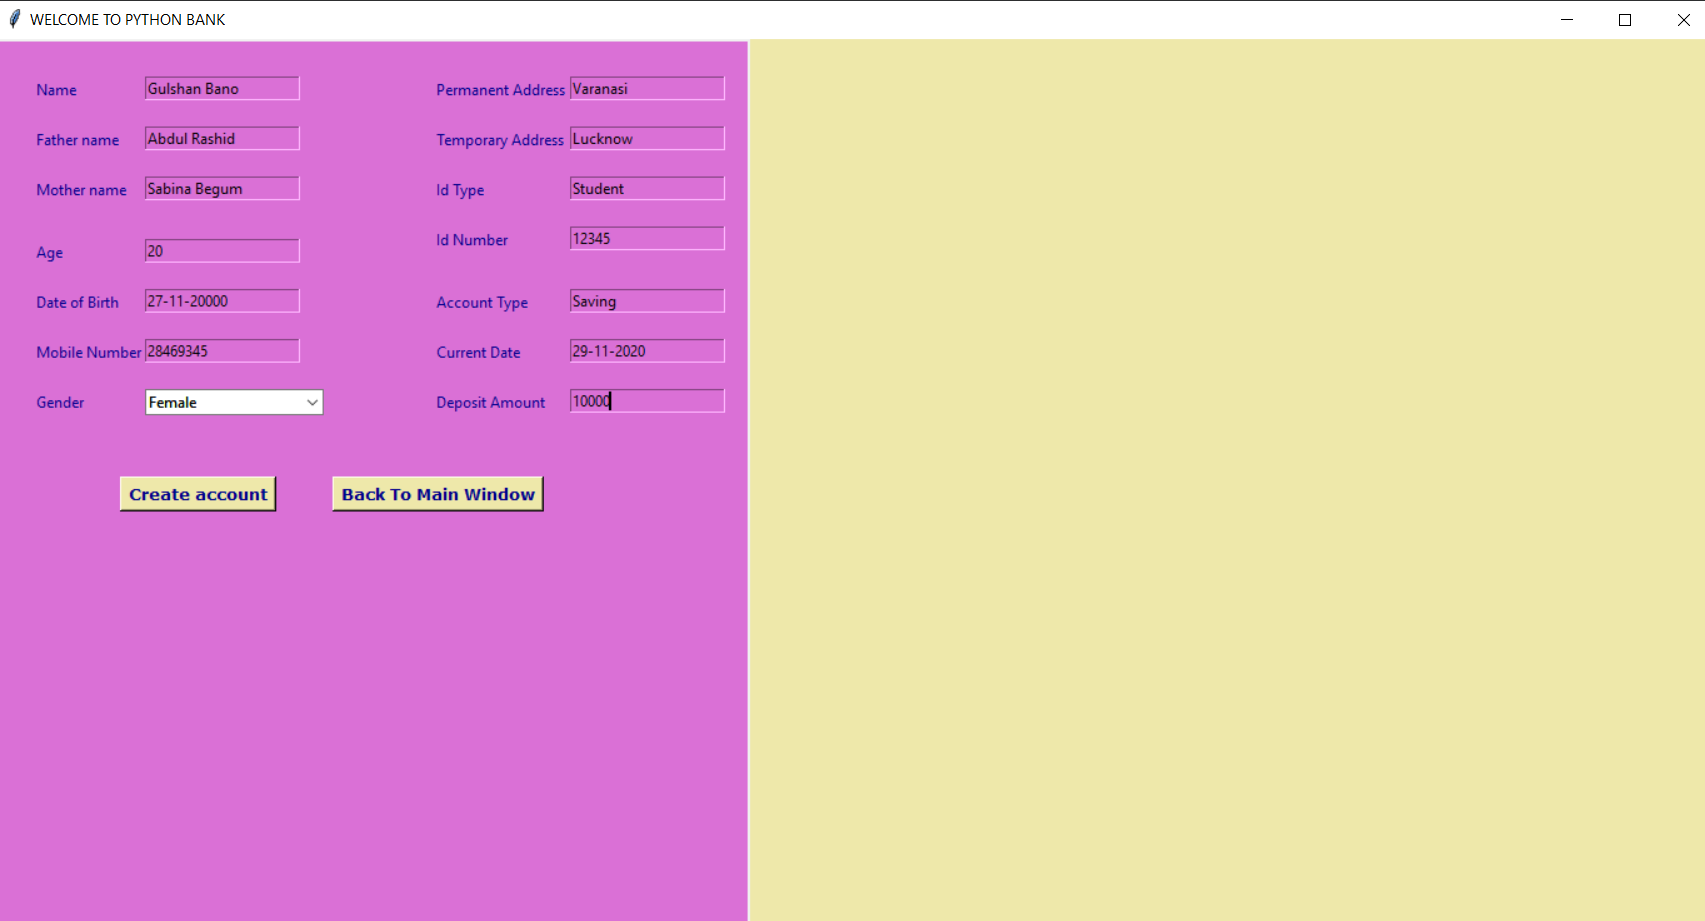 WELCOME TO PYTHON BANK
Name Gulshan Bano
Father name Abdul Rashid
Mother name Sabina Begum
Age 20
Date of Birth 27-11-20000
Mobile Number 28469345
Gender Female
Permanent Address Varanasi
Temporary Address Lucknow
Id Type Student
Id Number 12345
Account Type Saving
Current Date 29-11-2020
Deposit Amount 10000
Create account
Back To Main Window